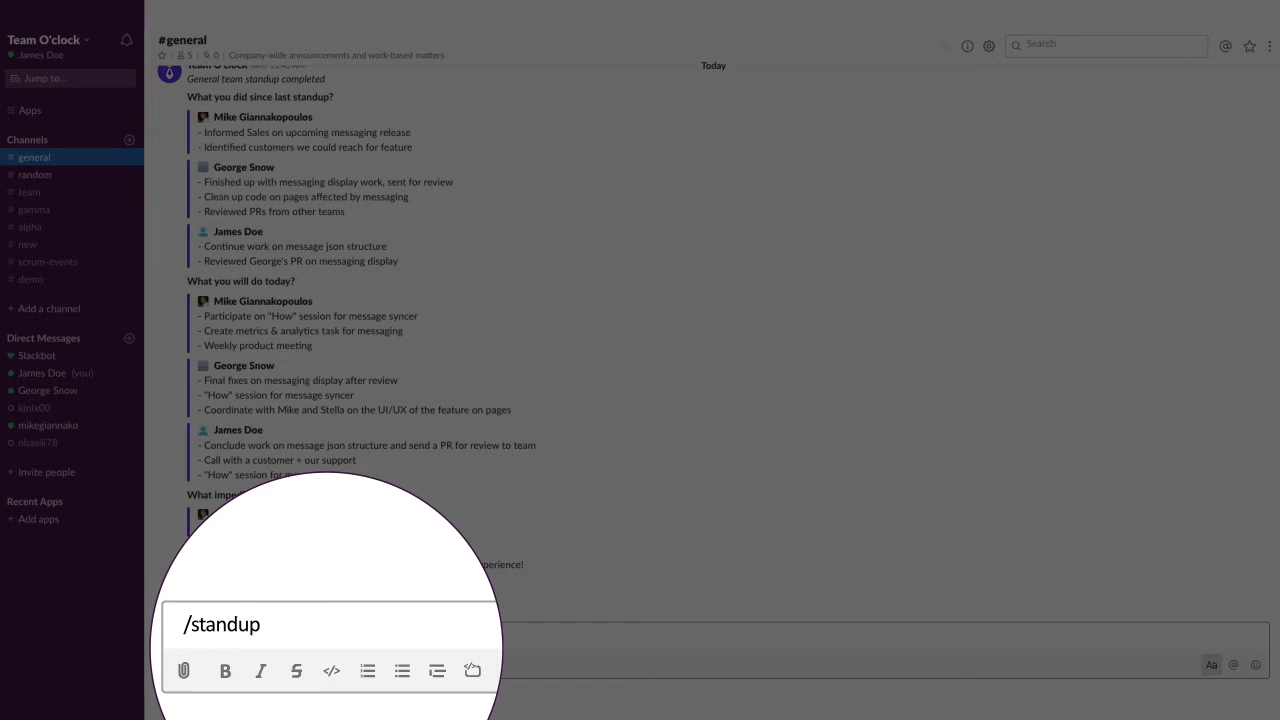 Team O'clock
James Doe
Jump to...
Apps
Channels
# general
# random
# team
# gamma
# alpha
# new
# scrum-events
# demo
+ Add a channel
Direct Messages
Slackbot
James Doe (you)
George Snow
kinix00
mikegiannako
nbasili78
+ Invite people
Recent Apps
+ Add apps
#general
5 | 0 | Company-wide announcements and work-based matters
Search
Today
Team O'clock
General team standup completed
What you did since last standup?
Mike Giannakopoulos
- Informed Sales on upcoming messaging release
- Identified customers we could reach for feature
George Snow
- Finished up with messaging display work, sent for review
- Clean up code on pages affected by messaging
- Reviewed PRs from other teams
James Doe
- Continue work on message json structure
- Reviewed George's PR on messaging display
What you will do today?
Mike Giannakopoulos
- Participate on "How" session for message syncer
- Create metrics & analytics task for messaging
- Weekly product meeting
George Snow
- Final fixes on messaging display after review
- "How" session for message syncer
- Coordinate with Mike and Stella on the UI/UX of the feature on pages
James Doe
- Conclude work on message json structure and send a PR for review to team
- Call with a customer + our support
- "How" session for
What
perience!
/standup
B I S </>
Aa @